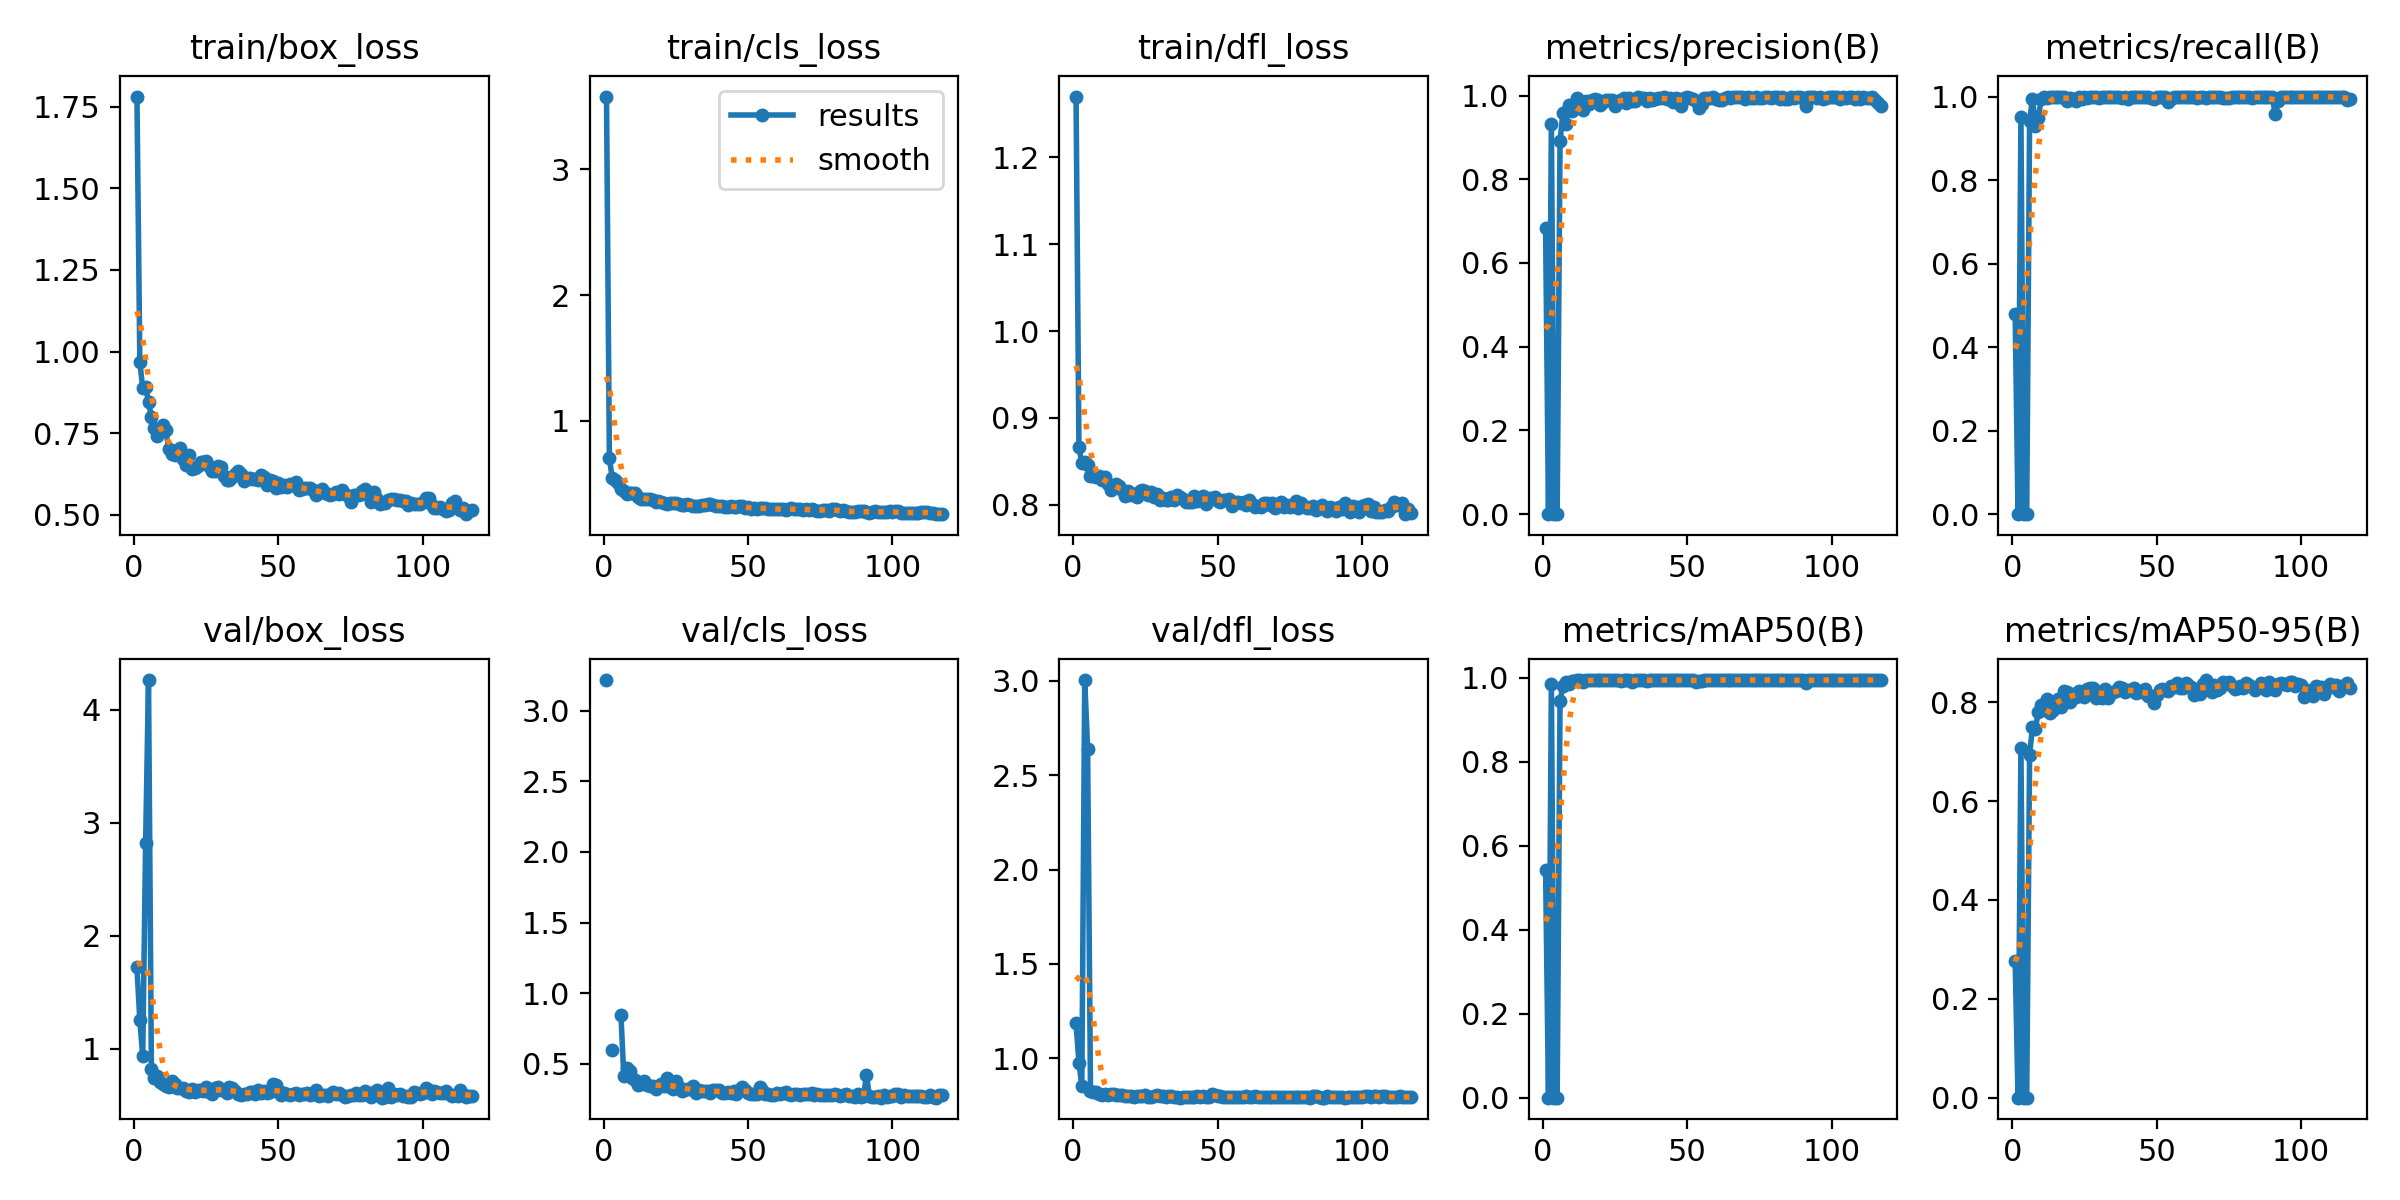 train/box_loss
1.75
1.50
1.25
1.00
0.75
0.50
0 50 100
train/cls_loss
results
smooth
3
2
1
0 50 100
train/dfl_loss
1.2
1.1
1.0
0.9
0.8
0 50 100
metrics/precision(B)
1.0
0.8
0.6
0.4
0.2
0.0
0 50 100
metrics/recall(B)
1.0
0.8
0.6
0.4
0.2
0.0
0 50 100
val/box_loss
4
3
2
1
0 50 100
val/cls_loss
3.0
2.5
2.0
1.5
1.0
0.5
0 50 100
val/dfl_loss
3.0
2.5
2.0
1.5
1.0
0 50 100
metrics/mAP50(B)
1.0
0.8
0.6
0.4
0.2
0.0
0 50 100
metrics/mAP50-95(B)
0.8
0.6
0.4
0.2
0.0
0 50 100